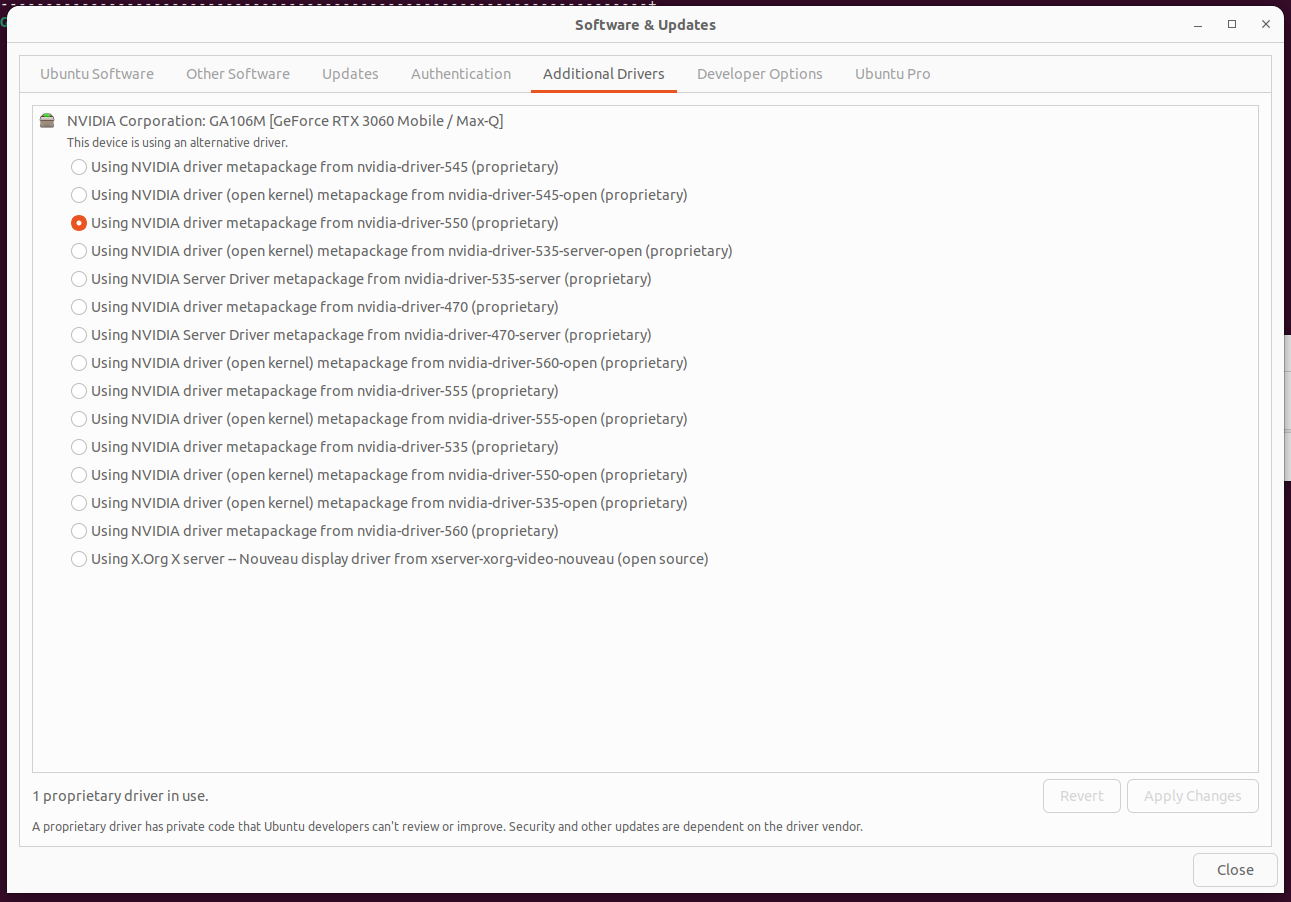 Software & Updates
Ubuntu Software Other Software Updates Authentication Additional Drivers Developer Options Ubuntu Pro
NVIDIA Corporation: GA106M [GeForce RTX 3060 Mobile / Max-Q]
This device is using an alternative driver.
Using NVIDIA driver metapackage from nvidia-driver-545 (proprietary)
Using NVIDIA driver (open kernel) metapackage from nvidia-driver-545-open (proprietary)
Using NVIDIA driver metapackage from nvidia-driver-550 (proprietary)
Using NVIDIA driver (open kernel) metapackage from nvidia-driver-535-server-open (proprietary)
Using NVIDIA Server Driver metapackage from nvidia-driver-535-server (proprietary)
Using NVIDIA driver metapackage from nvidia-driver-470 (proprietary)
Using NVIDIA Server Driver metapackage from nvidia-driver-470-server (proprietary)
Using NVIDIA driver (open kernel) metapackage from nvidia-driver-560-open (proprietary)
Using NVIDIA driver metapackage from nvidia-driver-555 (proprietary)
Using NVIDIA driver (open kernel) metapackage from nvidia-driver-555-open (proprietary)
Using NVIDIA driver metapackage from nvidia-driver-535 (proprietary)
Using NVIDIA driver (open kernel) metapackage from nvidia-driver-550-open (proprietary)
Using NVIDIA driver (open kernel) metapackage from nvidia-driver-535-open (proprietary)
Using NVIDIA driver metapackage from nvidia-driver-560 (proprietary)
Using X.Org X server -- Nouveau display driver from xserver-xorg-video-nouveau (open source)
1 proprietary driver in use.
Revert Apply Changes
A proprietary driver has private code that Ubuntu developers can't review or improve. Security and other updates are dependent on the driver vendor.
Close